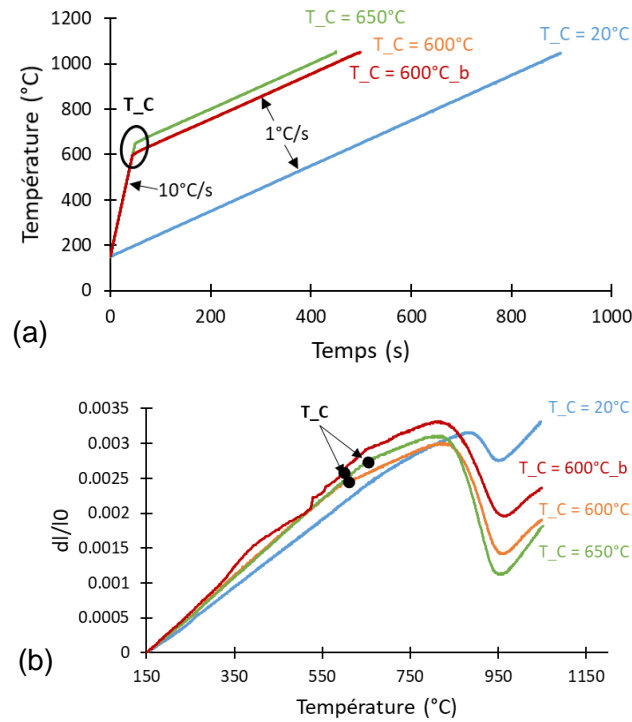 1200
1000
800
600
400
200
0
Température (°C)
T_C = 650°C
T_C = 600°C
T_C = 600°C_b
T_C = 20°C
T_C
1°C/s
10°C/s
0
200
400
600
800
1000
Temps (s)
(a)
0.0035
0.003
0.0025
0.002
0.0015
0.001
0.0005
0
dl/l0
T_C
T_C = 20°C
T_C = 600°C_b
T_C = 600°C
T_C = 650°C
150
350
550
750
950
1150
Température (°C)
(b)